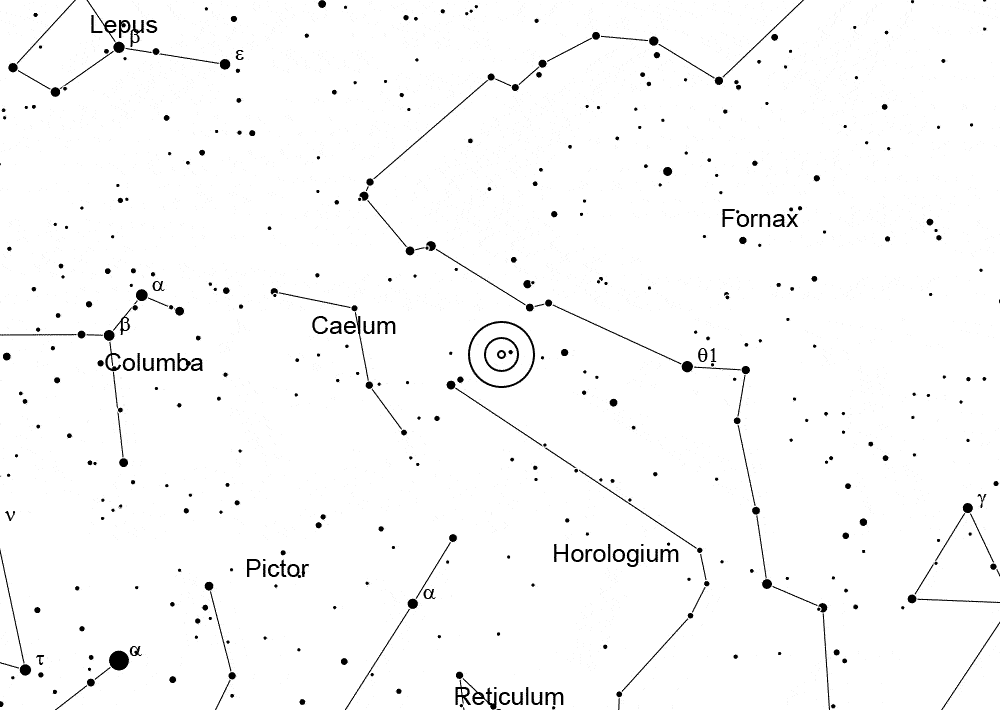 Lepus
β
ε
Fornax
α
β
Caelum
Columba
θ1
γ
ν
Horologium
Pictor
α
τ
α
Reticulum